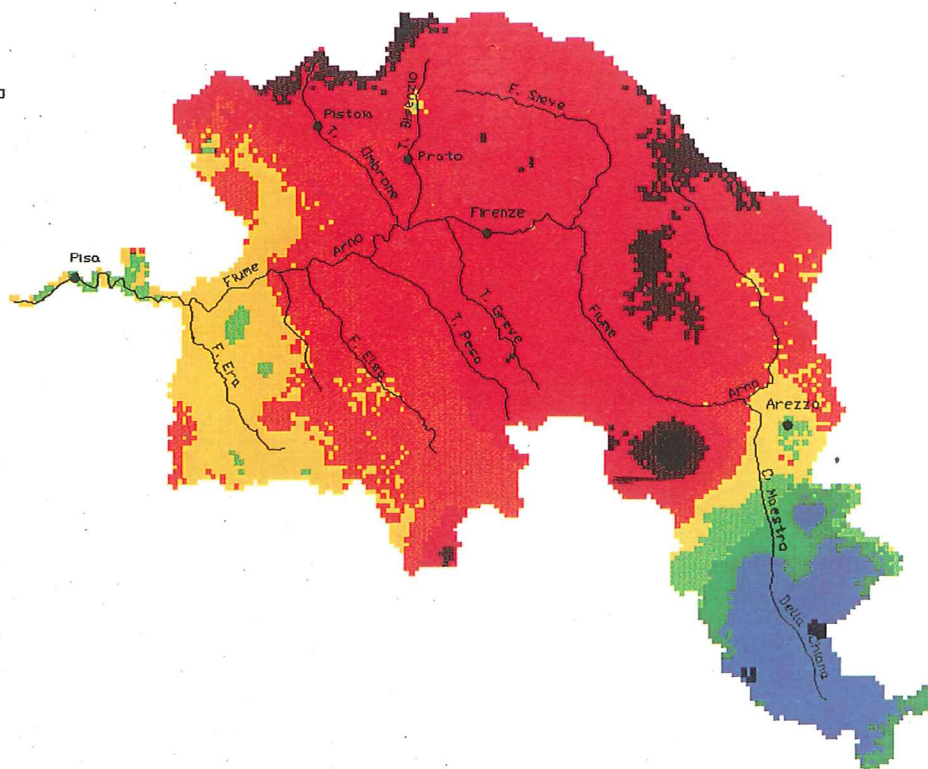 F. Sieve
T. Bisenzio
Pistoia
T. Ombrone
Prato
Firenze
Pisa
Fiume Arno
T. Greve
T. Pesa
F. Elsa
F. Era
Fiume Arno
Arezzo
C. Maestro
Della Chiana